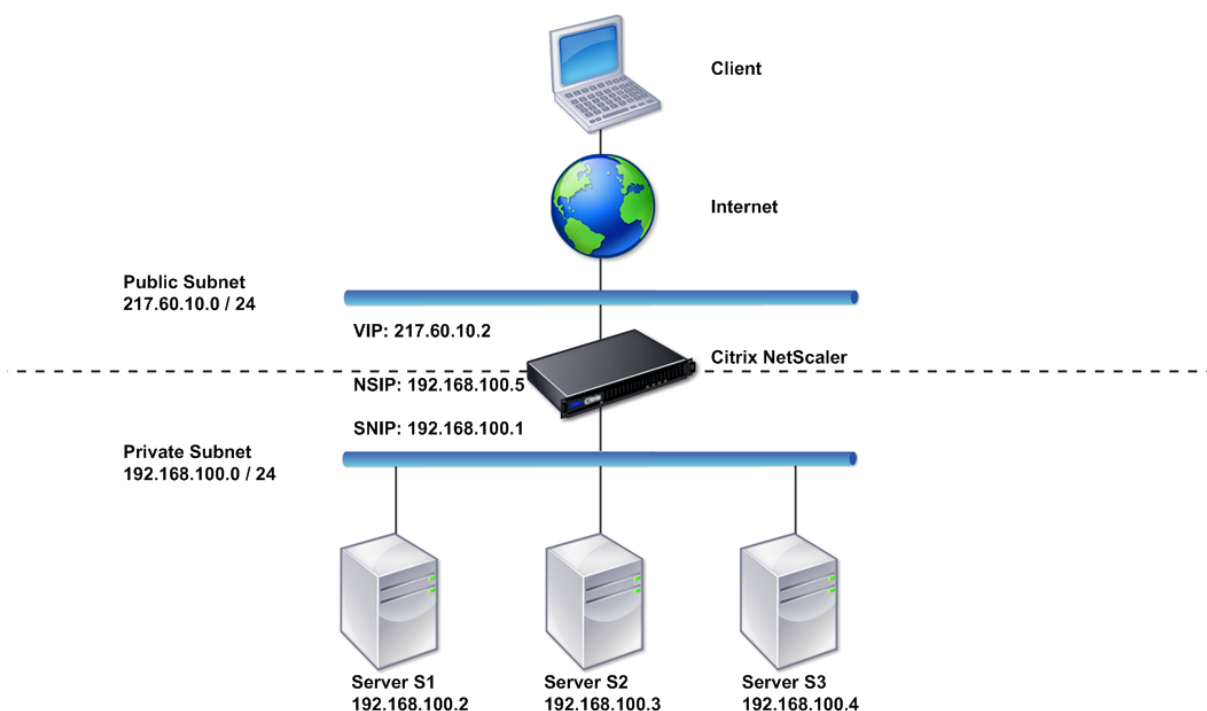 Client
Internet
Public Subnet
217.60.10.0 / 24
VIP: 217.60.10.2
Citrix NetScaler
NSIP: 192.168.100.5
Citrix
SNIP: 192.168.100.1
Private Subnet
192.168.100.0 / 24
Server S1
192.168.100.2
Server S2
192.168.100.3
Server S3
192.168.100.4